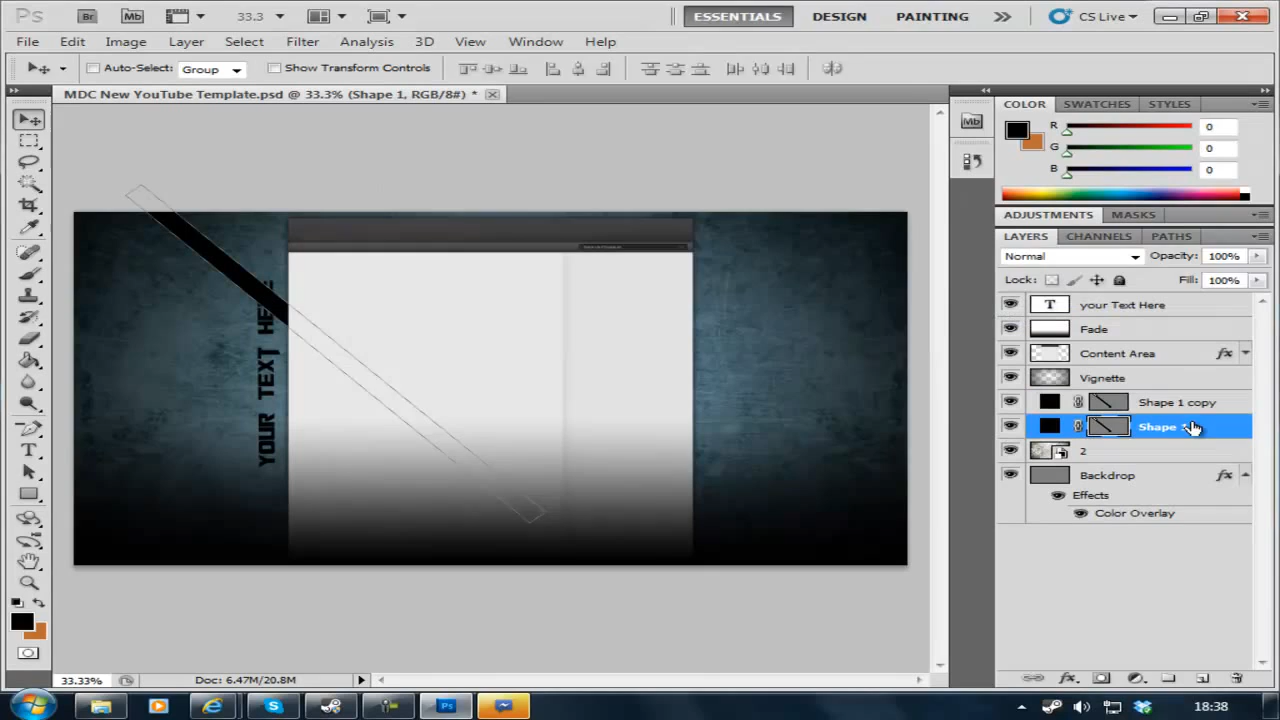 Ps Br Mb 33.3 ESSENTIALS DESIGN PAINTING CS Live
File Edit Image Layer Select Filter Analysis 3D View Window Help
Auto-Select: Group Show Transform Controls
MDC New YouTube Template.psd @ 33.3% (Shape 1, RGB/8#) *
COLOR SWATCHES STYLES
Mb
R 0
G 0
B 0
ADJUSTMENTS MASKS
LAYERS CHANNELS PATHS
Normal Opacity: 100%
Lock: Fill: 100%
T your Text Here
Fade
Content Area fx
Vignette
Shape 1 copy
Shape
2
Backdrop fx
Effects
Color Overlay
YOUR TEXT HERE
33.33% Doc: 6.47M/20.8M
Ps 18:38